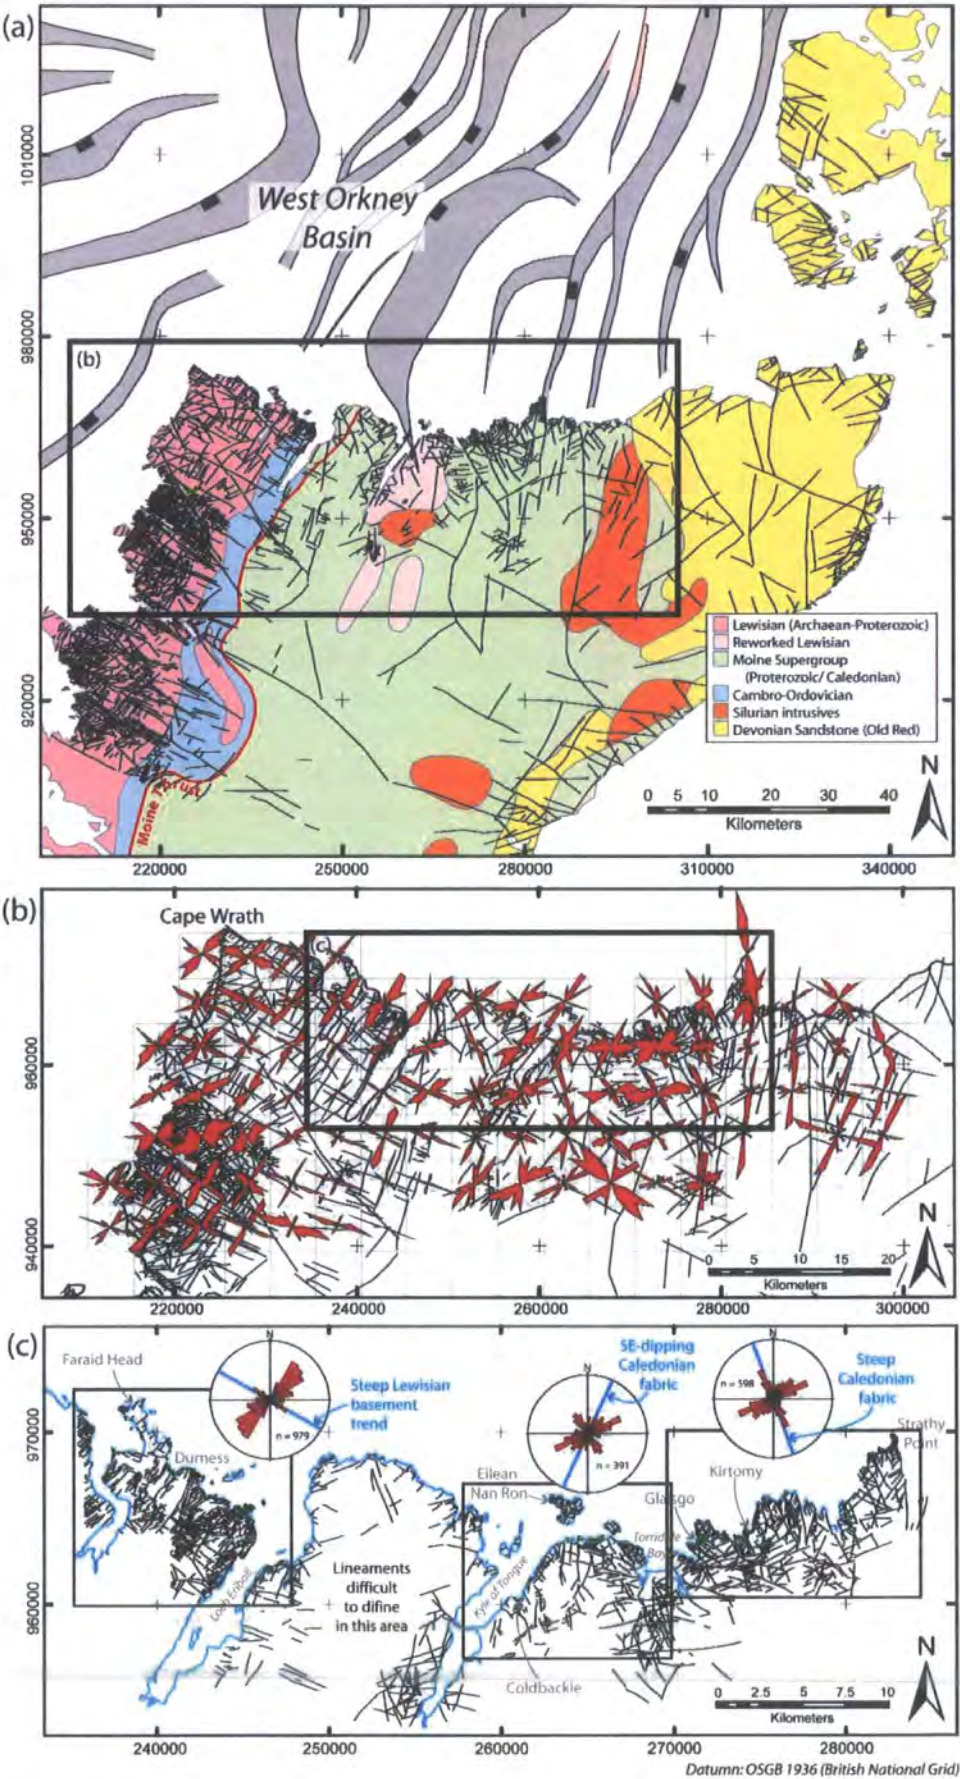 (a)
1010000
980000
950000
920000
West Orkney
Basin
(b)
Moine Thrust
Lewisian (Archaean-Proterozoic)
Reworked Lewisian
Moine Supergroup
(Proterozoic/ Caledonian)
Cambro-Ordovician
Silurian intrusives
Devonian Sandstone (Old Red)
N
0 5 10 20 30 40
Kilometers
220000 250000 280000 310000 340000
(b)
Cape Wrath
(c)
960000
940000
N
0 5 10 15 20
Kilometers
220000 240000 260000 280000 300000
(c)
Faraid Head
N
n = 979
Steep Lewisian
basement
trend
Durness
N
n = 391
SE-dipping
Caledonian
fabric
N
n = 598
Steep
Caledonian
fabric
Strathy
Point
970000
960000
Eilean
Nan Ron
Kirtomy
Loch Eriboll
Lineaments
difficult
to difine
in this area
Kyle of Tongue
Coldbackie
N
0 2.5 5 7.5 10
Kilometers
240000 250000 260000 270000 280000
Datumn: OSGB 1936 (British National Grid)